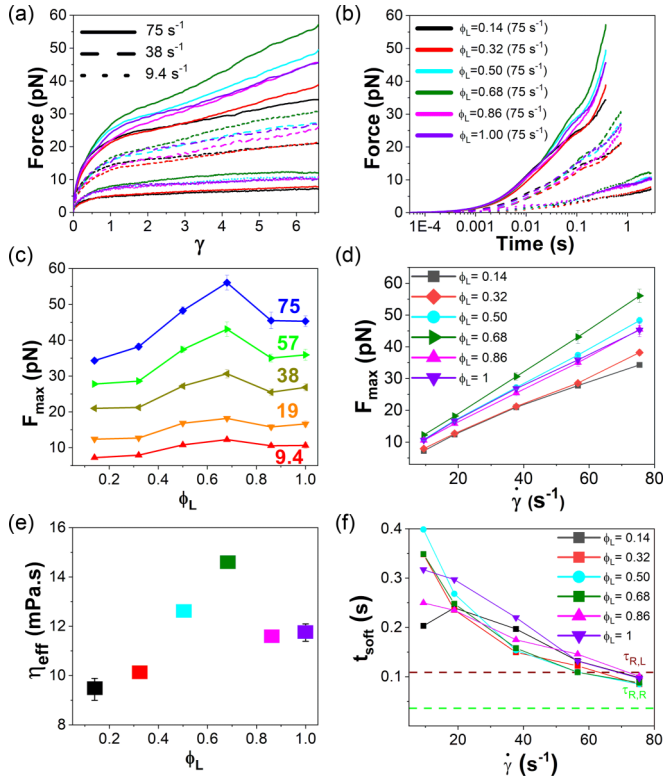 (a)
75 s⁻¹
38 s⁻¹
9.4 s⁻¹
Force (pN)
60
50
40
30
20
10
0
0 1 2 3 4 5 6
γ
(b)
ϕL=0.14 (75 s⁻¹)
ϕL=0.32 (75 s⁻¹)
ϕL=0.50 (75 s⁻¹)
ϕL=0.68 (75 s⁻¹)
ϕL=0.86 (75 s⁻¹)
ϕL=1.00 (75 s⁻¹)
Force (pN)
60
50
40
30
20
10
0
1E-4 0.001 0.01 0.1 1
Time (s)
(c)
Fmax (pN)
60
50
40
30
20
10
75
57
38
19
9.4
0.0 0.2 0.4 0.6 0.8 1.0
ϕL
(d)
ϕL= 0.14
ϕL= 0.32
ϕL= 0.50
ϕL= 0.68
ϕL= 0.86
ϕL= 1
Fmax (pN)
60
50
40
30
20
10
0 20 40 60 80
γ̇ (s⁻¹)
(e)
ηeff (mPa.s)
16
14
12
10
8
0.0 0.2 0.4 0.6 0.8 1.0
ϕL
(f)
ϕL= 0.14
ϕL= 0.32
ϕL= 0.50
ϕL= 0.68
ϕL= 0.86
ϕL= 1
tsoft (s)
0.4
0.3
0.2
0.1
0.0
τR,L
τR,R
0 20 40 60 80
γ̇ (s⁻¹)